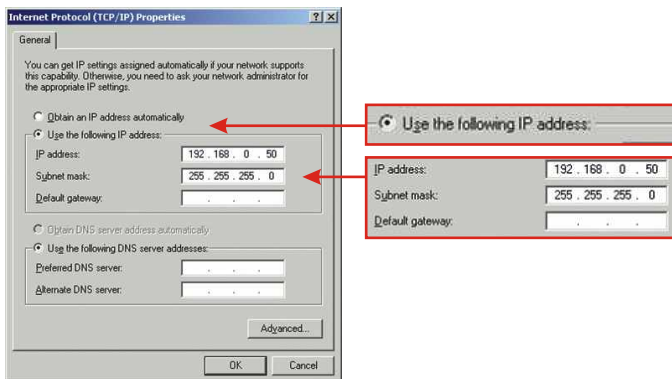 Internet Protocol (TCP/IP) Properties
General
You can get IP settings assigned automatically if your network supports
this capability. Otherwise, you need to ask your network administrator for
the appropriate IP settings.
Obtain an IP address automatically
Use the following IP address:
IP address: 192 . 168 . 0 . 50
Subnet mask: 255 . 255 . 255 . 0
Default gateway: . . .
Obtain DNS server address automatically
Use the following DNS server addresses:
Preferred DNS server: . . .
Alternate DNS server: . . .
Advanced...
OK Cancel
Use the following IP address:
IP address: 192 . 168 . 0 . 50
Subnet mask: 255 . 255 . 255 . 0
Default gateway: . . .